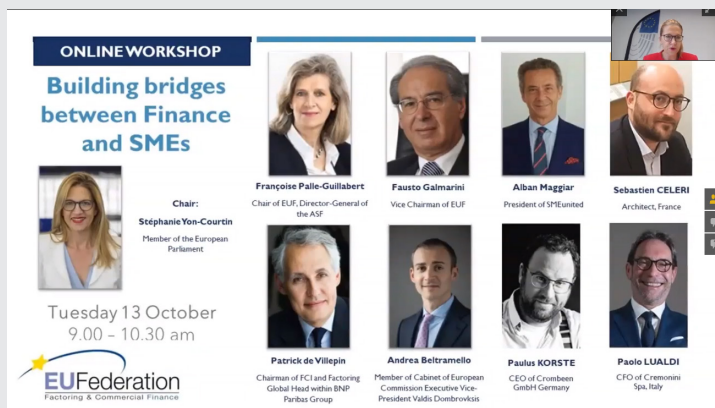 ONLINE WORKSHOP
Building bridges
between Finance
and SMEs
Chair:
Stéphanie Yon-Courtin
Member of the European
Parliament
Tuesday 13 October
9.00 – 10.30 am
EUFederation
Factoring & Commercial Finance
Françoise Palle-Guillabert
Chair of EUF, Director-General of
the ASF
Fausto Galmarini
Vice Chairman of EUF
Alban Maggiar
President of SMEunited
Sebastien CELERI
Architect, France
Patrick de Villepin
Chairman of FCI and Factoring
Global Head within BNP
Paribas Group
Andrea Beltramello
Member of Cabinet of European
Commission Executive Vice-
President Valdis Dombrovksis
Paulus KORSTE
CEO of Crombeen
GmbH Germany
Paolo LUALDI
CFO of Cremonini
Spa, Italy